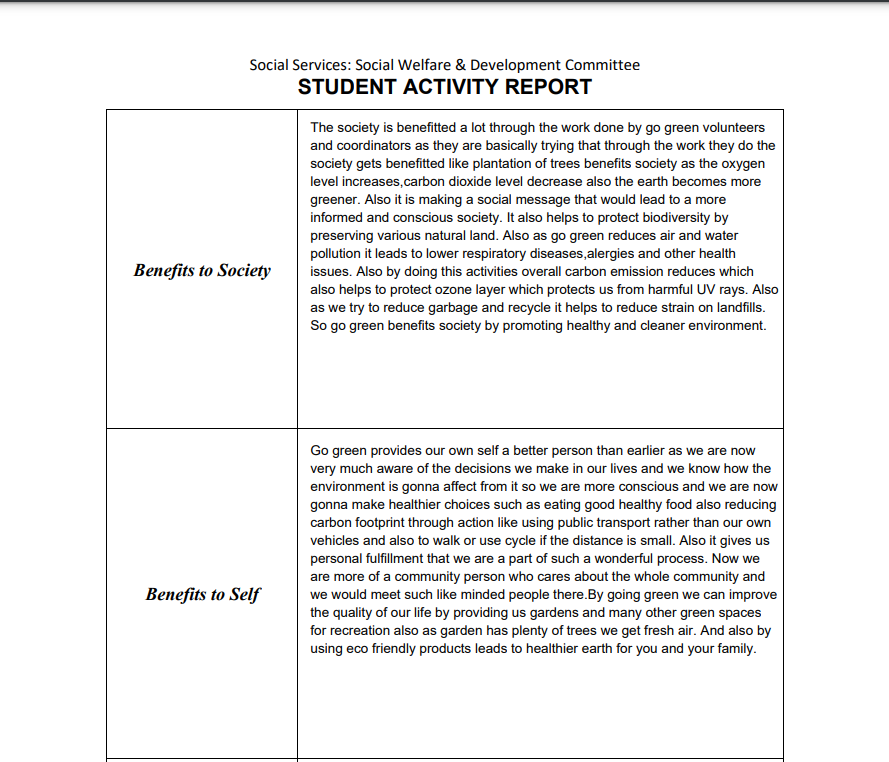 Social Services: Social Welfare & Development Committee
STUDENT ACTIVITY REPORT
Benefits to Society
The society is benefitted a lot through the work done by go green volunteers
and coordinators as they are basically trying that through the work they do the
society gets benefitted like plantation of trees benefits society as the oxygen
level increases,carbon dioxide level decrease also the earth becomes more
greener. Also it is making a social message that would lead to a more
informed and conscious society. It also helps to protect biodiversity by
preserving various natural land. Also as go green reduces air and water
pollution it leads to lower respiratory diseases,alergies and other health
issues. Also by doing this activities overall carbon emission reduces which
also helps to protect ozone layer which protects us from harmful UV rays. Also
as we try to reduce garbage and recycle it helps to reduce strain on landfills.
So go green benefits society by promoting healthy and cleaner environment.
Benefits to Self
Go green provides our own self a better person than earlier as we are now
very much aware of the decisions we make in our lives and we know how the
environment is gonna affect from it so we are more conscious and we are now
gonna make healthier choices such as eating good healthy food also reducing
carbon footprint through action like using public transport rather than our own
vehicles and also to walk or use cycle if the distance is small. Also it gives us
personal fulfillment that we are a part of such a wonderful process. Now we
are more of a community person who cares about the whole community and
we would meet such like minded people there.By going green we can improve
the quality of our life by providing us gardens and many other green spaces
for recreation also as garden has plenty of trees we get fresh air. And also by
using eco friendly products leads to healthier earth for you and your family.